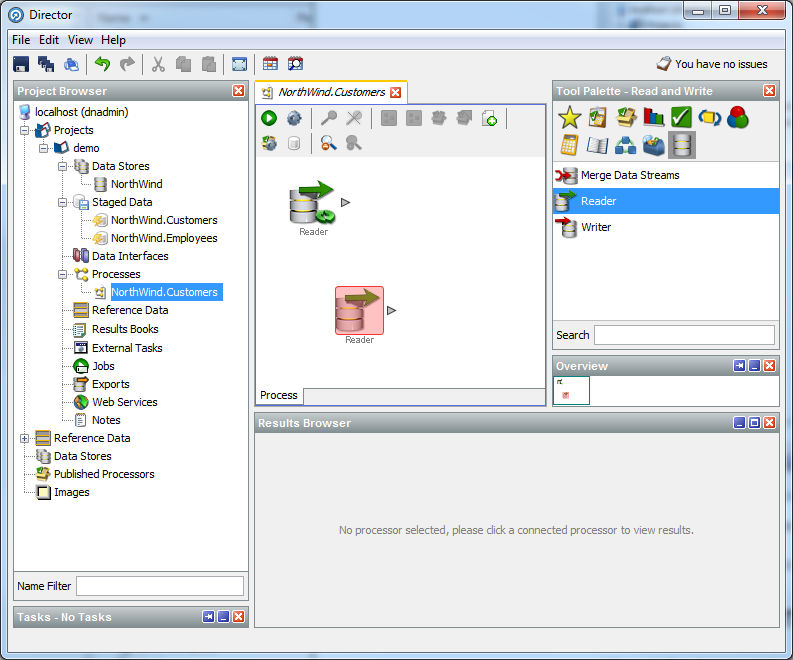 Director
File Edit View Help
You have no issues
Project Browser
localhost (dnadmin)
Projects
demo
Data Stores
NorthWind
Staged Data
NorthWind.Customers
NorthWind.Employees
Data Interfaces
Processes
NorthWind.Customers
Reference Data
Results Books
External Tasks
Jobs
Exports
Web Services
Notes
Reference Data
Data Stores
Published Processors
Images
Name Filter
Tasks - No Tasks
NorthWind.Customers
Reader
Reader
Process
Tool Palette - Read and Write
Merge Data Streams
Reader
Writer
Search
Overview
Results Browser
No processor selected, please click a connected processor to view results.